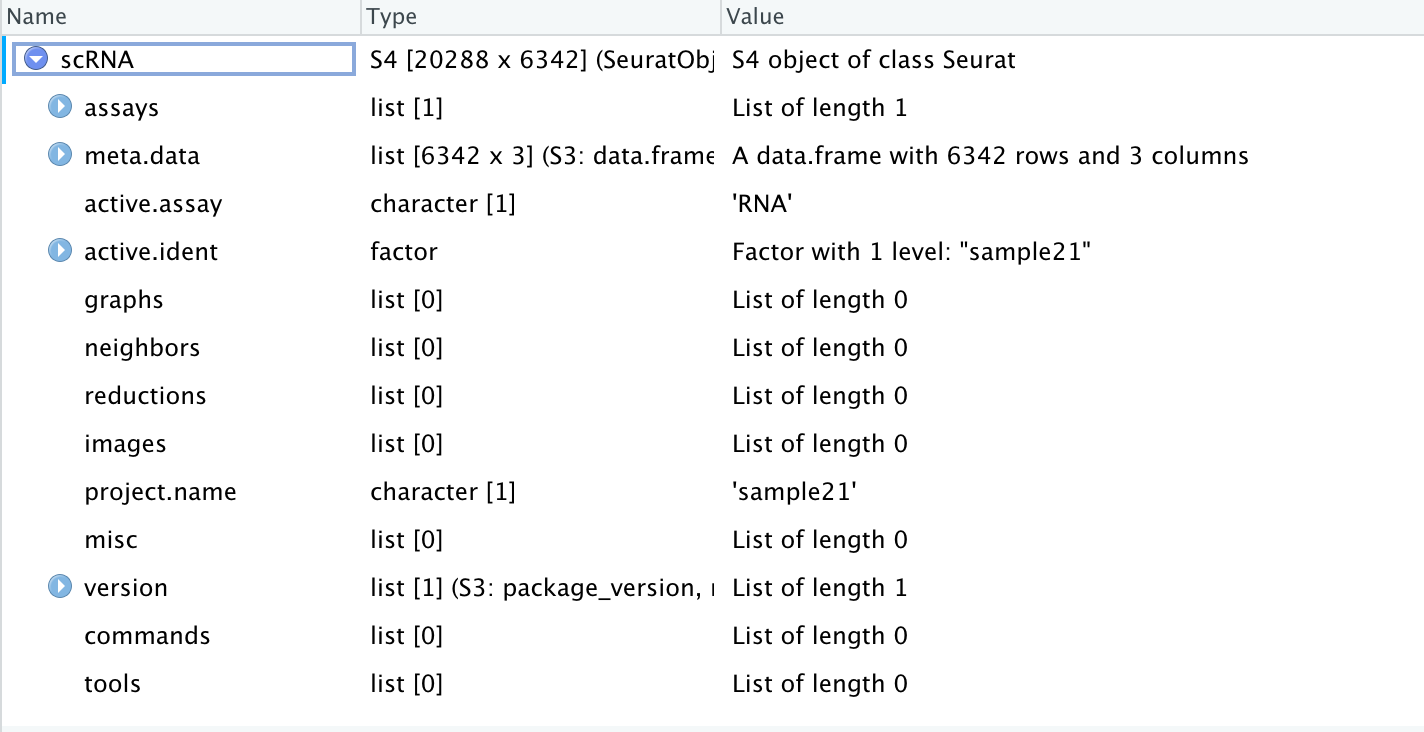 Name Type Value
scRNA S4 [20288 x 6342] (SeuratObj S4 object of class Seurat
assays list [1] List of length 1
meta.data list [6342 x 3] (S3: data.frame A data.frame with 6342 rows and 3 columns
active.assay character [1] 'RNA'
active.ident factor Factor with 1 level: "sample21"
graphs list [0] List of length 0
neighbors list [0] List of length 0
reductions list [0] List of length 0
images list [0] List of length 0
project.name character [1] 'sample21'
misc list [0] List of length 0
version list [1] (S3: package_version, List of length 1
commands list [0] List of length 0
tools list [0] List of length 0